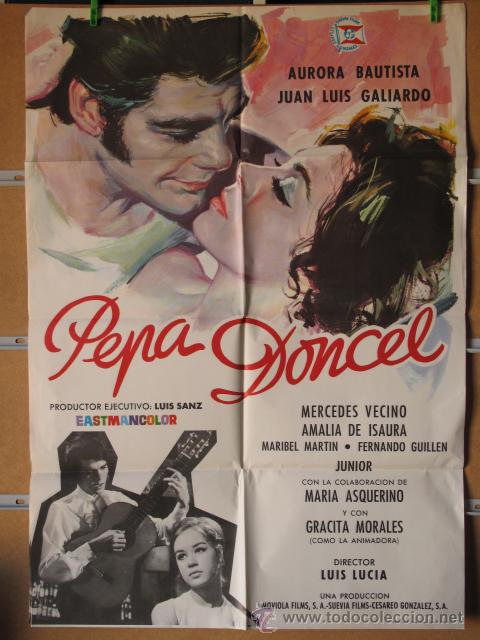 AURORA BAUTISTA
JUAN LUIS GALIARDO
Pepa Doncel
PRODUCTOR EJECUTIVO: LUIS SANZ
EASTMANCOLOR
MERCEDES VECINO
AMALIA DE ISAURA
MARIBEL MARTIN • FERNANDO GUILLEN
JUNIOR
CON LA COLABORACION DE
MARIA ASQUERINO
Y CON
GRACITA MORALES
(COMO LA ANIMADORA)
DIRECTOR
LUIS LUCIA
UNA PRODUCCION
MOVIOLA FILMS, S. A.-SUEVIA FILMS-CESAREO GONZALEZ, S.A.
www.todocoleccion.net